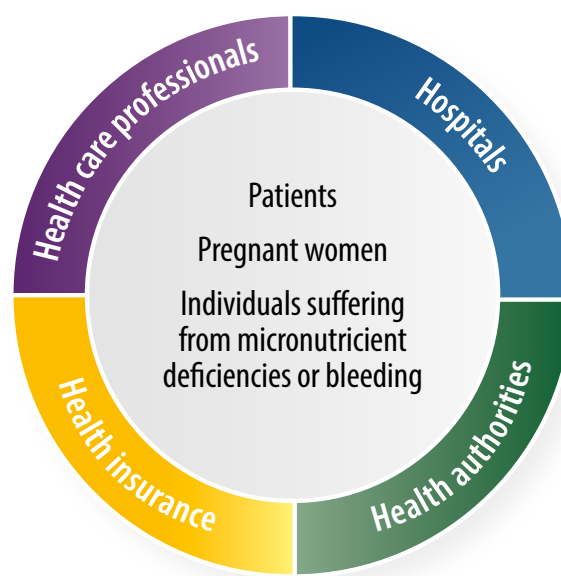 Health care professionals
Hospitals
Patients
Pregnant women
Individuals suffering
from micronutricient
deficiencies or bleeding
Health insurance
Health authorities